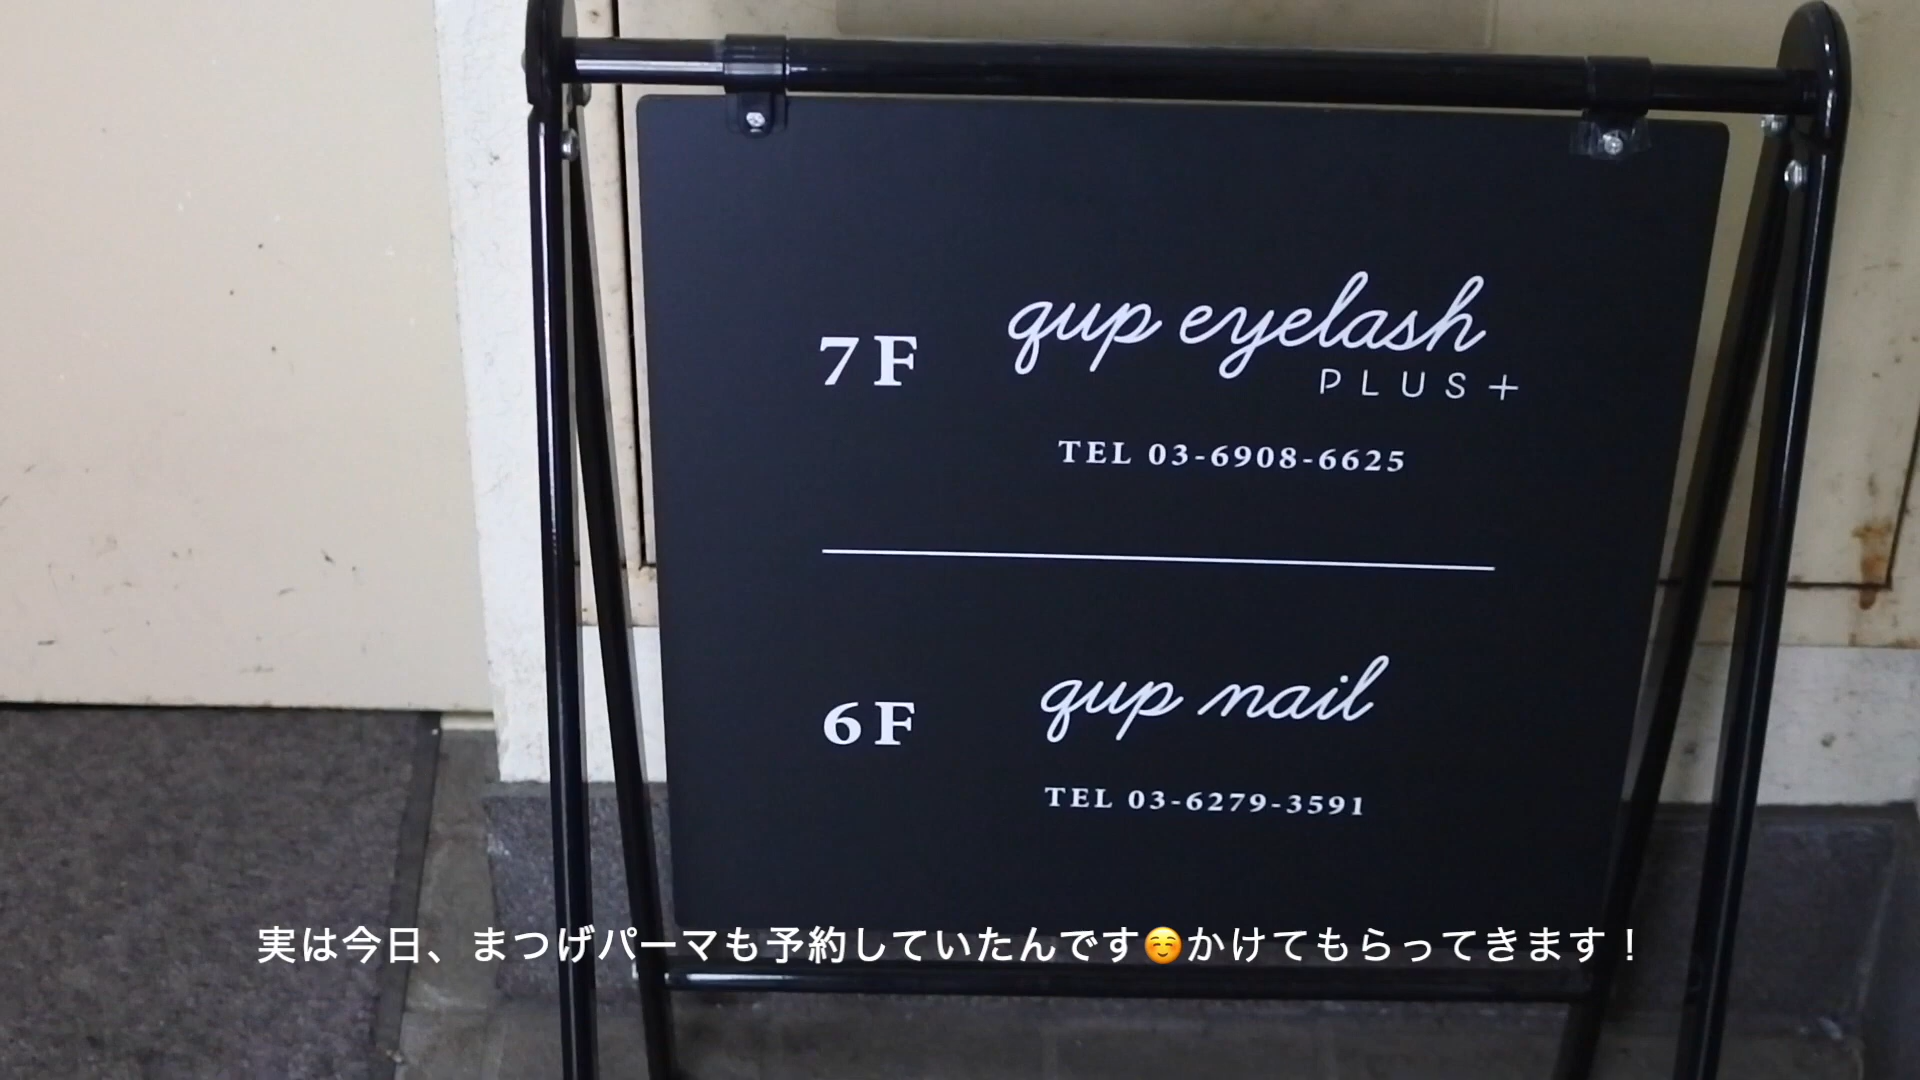 7F
gup eyelash
PLUS+
TEL 03-6908-6625
6F
gup nail
TEL 03-6279-3591
実は今日、まつげパーマも予約していたんです☺️かけてもらってきます！